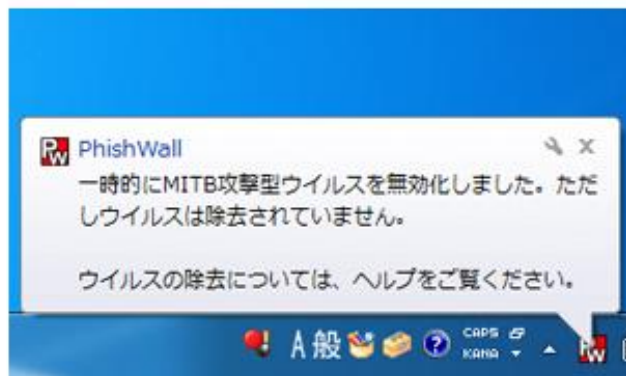 PhishWall
一時的にMITB攻撃型ウイルスを無効化しました。ただ
しウイルスは除去されていません。
ウイルスの除去については、ヘルプをご覧ください。
A 般 CAPS
KANA
PW